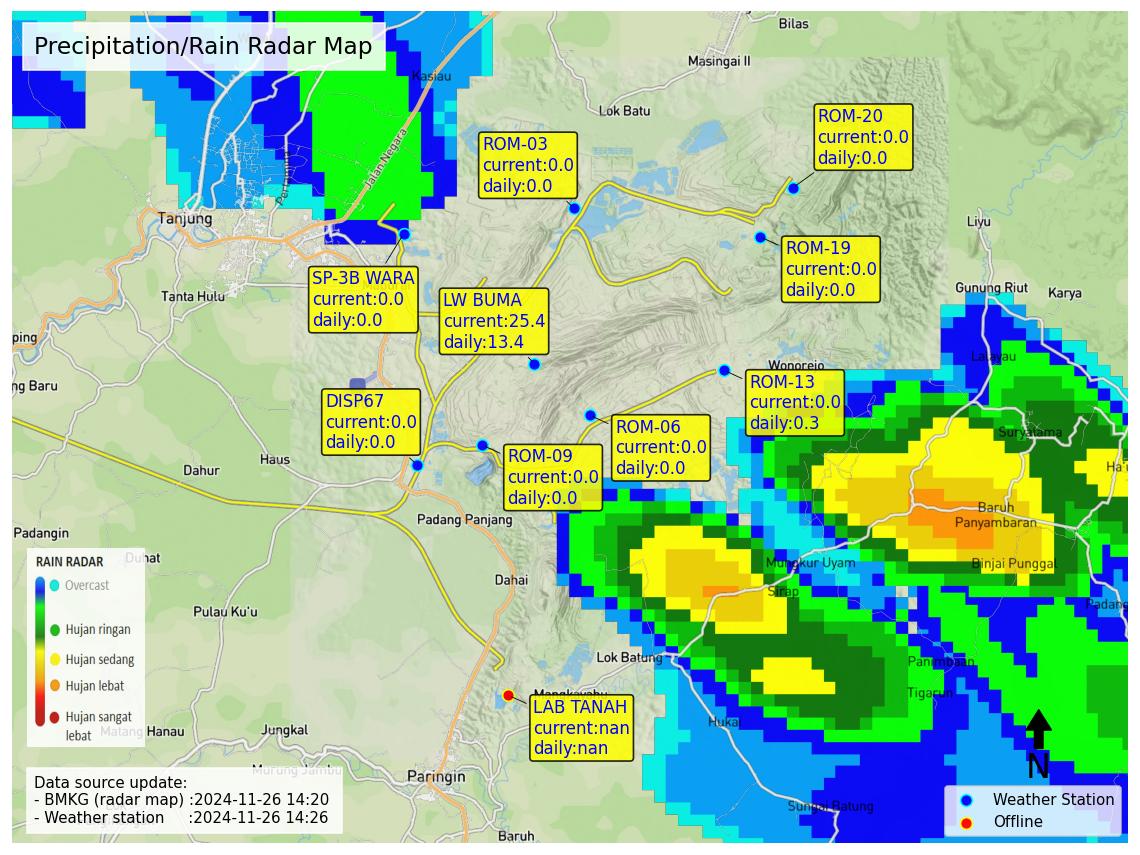 Precipitation/Rain Radar Map
Bilas
Masingai II
Kasiau
Lok Batu
ROM-20
current:0.0
daily:0.0
ROM-03
current:0.0
daily:0.0
Jalan Negara
Tanjung
Liyu
ROM-19
current:0.0
daily:0.0
SP-3B WARA
current:0.0
daily:0.0
Tanta Hulu
LW BUMA
current:25.4
daily:13.4
Gunung Riut
Karya
ping
Lalayau
Wonorejo
ng Baru
ROM-13
current:0.0
daily:0.3
DISP67
current:0.0
daily:0.0
ROM-06
current:0.0
daily:0.0
Suryatama
Haus
Dahur
ROM-09
current:0.0
daily:0.0
Ha'u
Baruh
Panyambaran
Padang Panjang
Padangin
Duhat
Mungkur Uyam
Binjai Punggal
Dahai
Sirap
Padang
RAIN RADAR
Overcast
Hujan ringan
Hujan sedang
Hujan lebat
Hujan sangat
lebat
Pulau Ku'u
Lok Batung
Panimbaan
Tigarun
Mangkayahu
LAB TANAH
current:nan
daily:nan
Matang Hanau
Jungkal
Hukai
Murung Jambu
Paringin
N
Data source update:
- BMKG (radar map) :2024-11-26 14:20
- Weather station :2024-11-26 14:26
Sungai Batung
Baruh
Weather Station
Offline